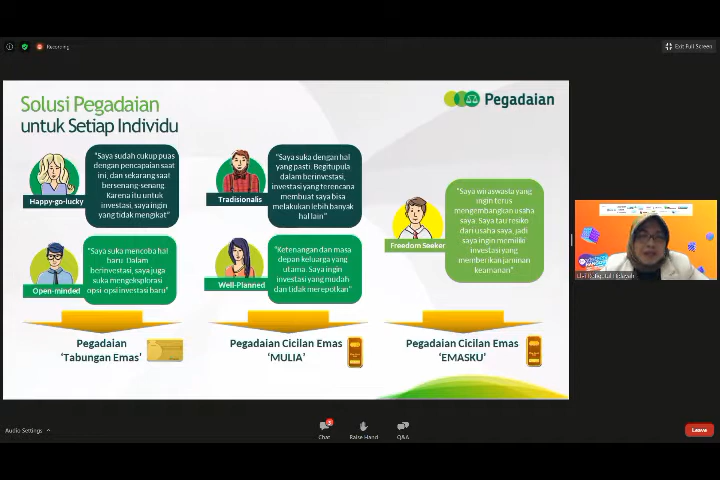 Recording
Exit Full Screen
Solusi Pegadaian
untuk Setiap Individu
Pegadaian
"Saya sudah cukup puas
dengan pencapaian saat
ini, dan sekarang saat
bersenang-senang.
Karena itu untuk
investasi, saya ingin
yang tidak mengikat"
Happy-go-lucky
"Saya suka dengan hal
yang pasti. Begitupula
dalam berinvestasi,
investasi yang terencana
membuat saya bisa
melakukan lebih banyak
hal lain"
Tradisionalis
"Saya wiraswasta yang
ingin terus
mengembangkan usaha
saya. Saya tau resiko
dari usaha saya, jadi
saya ingin memiliki
investasi yang
memberikan jaminan
keamanan"
Freedom Seeker
"Saya suka mencoba hal
baru. Dalam
berinvestasi, saya juga
suka mengeksplorasi
opsi-opsi investasi baru"
Open-minded
"Ketenangan dan masa
depan keluarga yang
utama. Saya ingin
investasi yang mudah
dan tidak merepotkan"
Well-Planned
Pegadaian
'Tabungan Emas'
Pegadaian Cicilan Emas
'MULIA'
Pegadaian Cicilan Emas
'EMASKU'
Audio Settings
Chat
Raise Hand
Q&A
Leave